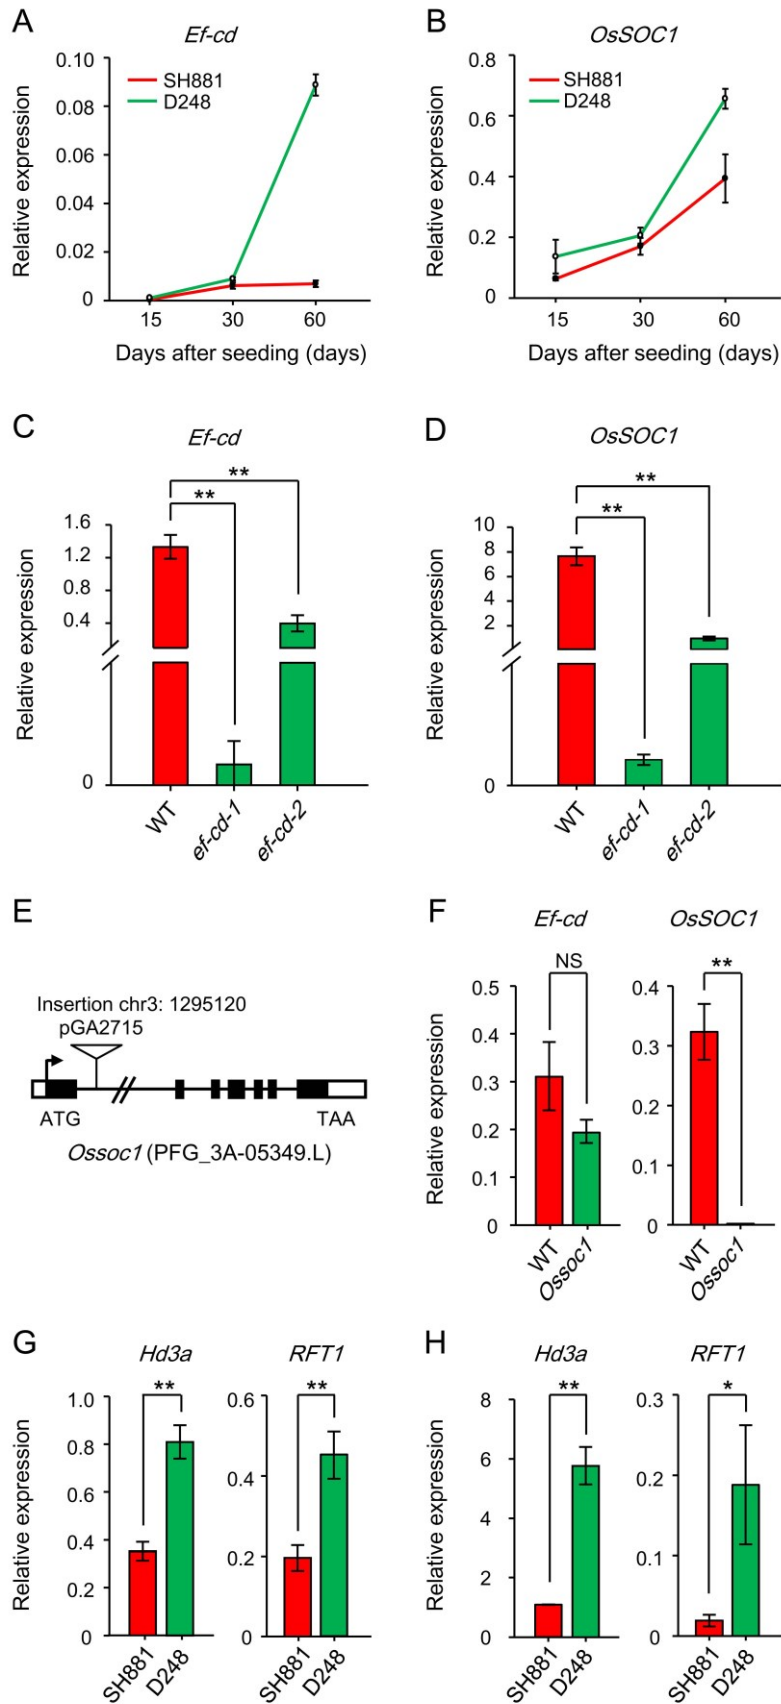 A
Ef-cd
Relative expression
0.10
0.08
0.06
0.04
0.02
0
SH881
D248
15
30
60
Days after seeding (days)
B
OsSOC1
Relative expression
0.8
0.6
0.4
0.2
0
SH881
D248
15
30
60
Days after seeding (days)
C
Ef-cd
Relative expression
1.6
1.2
0.8
0.4
0
**
**
WT
ef-cd-1
ef-cd-2
D
OsSOC1
Relative expression
10
8
6
4
2
0
**
**
WT
ef-cd-1
ef-cd-2
E
Insertion chr3: 1295120
pGA2715
ATG
TAA
Ossoc1 (PFG_3A-05349.L)
F
Ef-cd
Relative expression
0.5
0.4
0.3
0.2
0.1
0
NS
WT
Ossoc1
OsSOC1
0.4
0.3
0.2
0.1
0
**
WT
Ossoc1
G
Hd3a
Relative expression
1.0
0.8
0.6
0.4
0.2
0
**
SH881
D248
RFT1
0.6
0.4
0.2
0
**
SH881
D248
H
Hd3a
Relative expression
8
6
4
2
0
**
SH881
D248
RFT1
0.3
0.2
0.1
0
*
SH881
D248